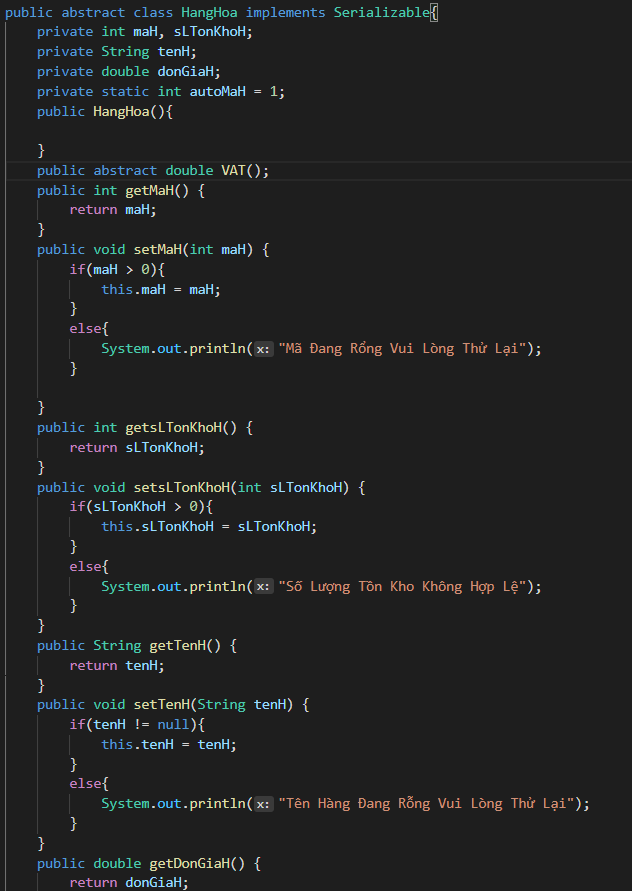 public abstract class HangHoa implements Serializable{
private int maH, sLTonKhoH;
private String tenH;
private double donGiaH;
private static int autoMaH = 1;
public HangHoa(){
}
public abstract double VAT();
public int getMaH() {
return maH;
}
public void setMaH(int maH) {
if(maH > 0){
this.maH = maH;
}
else{
System.out.println(x: "Mã Đang Rổng Vui Lòng Thử Lại");
}
}
public int getsLTonKhoH() {
return sLTonKhoH;
}
public void setsLTonKhoH(int sLTonKhoH) {
if(sLTonKhoH > 0){
this.sLTonKhoH = sLTonKhoH;
}
else{
System.out.println(x: "Số Lượng Tồn Kho Không Hợp Lệ");
}
}
public String getTenH() {
return tenH;
}
public void setTenH(String tenH) {
if(tenH != null){
this.tenH = tenH;
}
else{
System.out.println(x: "Tên Hàng Đang Rỗng Vui Lòng Thử Lại");
}
}
public double getDonGiaH() {
return donGiaH;